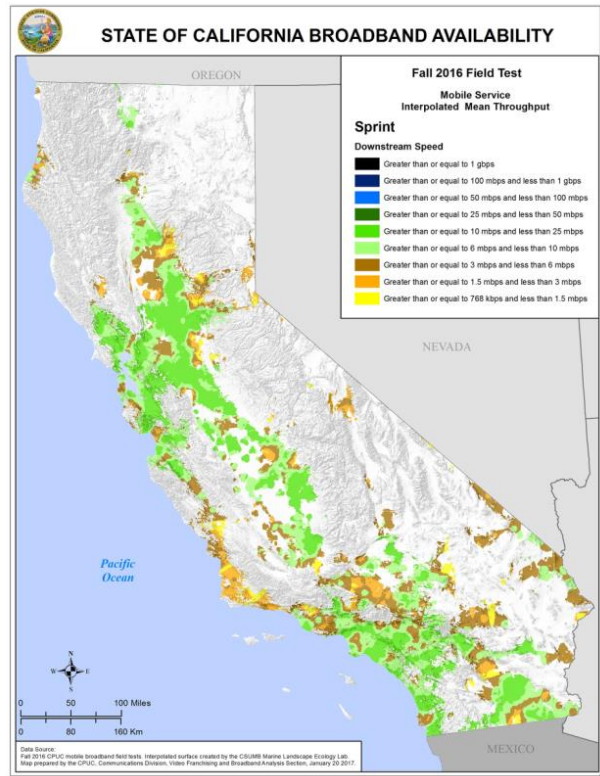 STATE OF CALIFORNIA BROADBAND AVAILABILITY
OREGON
Fall 2016 Field Test
Mobile Service
Interpolated Mean Throughput
Sprint
Downstream Speed
Greater than or equal to 1 gbps
Greater than or equal to 100 mbps and less than 1 gbps
Greater than or equal to 50 mbps and less than 100 mbps
Greater than or equal to 25 mbps and less than 50 mbps
Greater than or equal to 10 mbps and less than 25 mbps
Greater than or equal to 6 mbps and less than 10 mbps
Greater than or equal to 3 mbps and less than 6 mbps
Greater than or equal to 1.5 mbps and less than 3 mbps
Greater than or equal to 768 kbps and less than 1.5 mbps
NEVADA
Pacific
Ocean
N
W E
S
0 50 100 Miles
0 80 160 Km
MEXICO
Data Source:
Fall 2016 CPUC mobile broadband field tests. Interpolated surface created by the CSUMB Marine Landscape Ecology Lab.
Map prepared by the CPUC, Communications Division, Video Franchising and Broadband Analysis Section, January 20 2017.